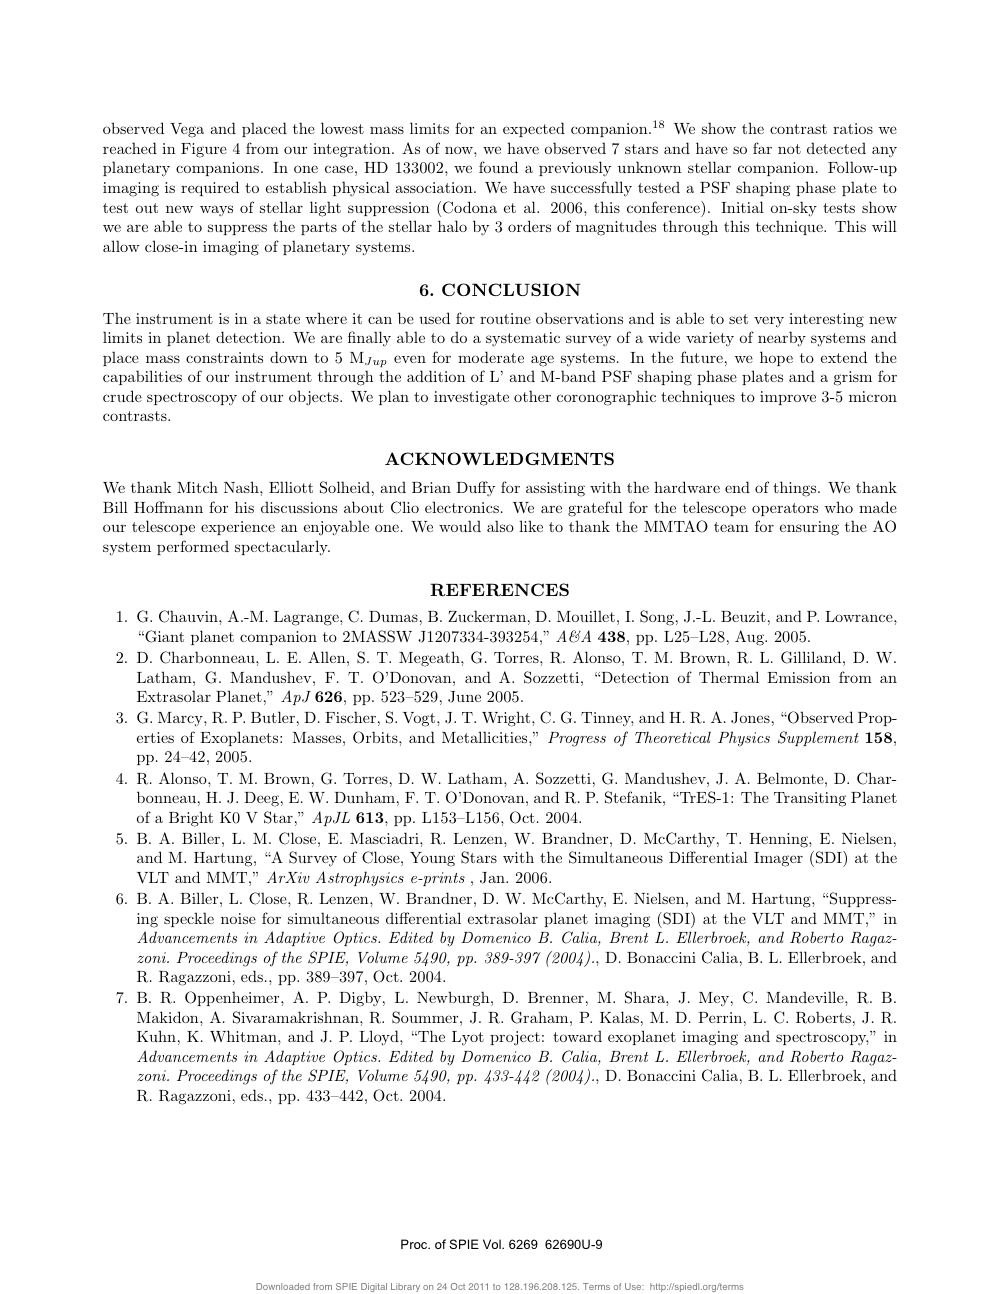 observed Vega and placed the lowest mass limits for an expected companion.18 We show the contrast ratios we
reached in Figure 4 from our integration. As of now, we have observed 7 stars and have so far not detected any
planetary companions. In one case, HD 133002, we found a previously unknown stellar companion. Follow-up
imaging is required to establish physical association. We have successfully tested a PSF shaping phase plate to
test out new ways of stellar light suppression (Codona et al. 2006, this conference). Initial on-sky tests show
we are able to suppress the parts of the stellar halo by 3 orders of magnitudes through this technique. This will
allow close-in imaging of planetary systems.
6. CONCLUSION
The instrument is in a state where it can be used for routine observations and is able to set very interesting new
limits in planet detection. We are finally able to do a systematic survey of a wide variety of nearby systems and
place mass constraints down to 5 MJup even for moderate age systems. In the future, we hope to extend the
capabilities of our instrument through the addition of L' and M-band PSF shaping phase plates and a grism for
crude spectroscopy of our objects. We plan to investigate other coronographic techniques to improve 3-5 micron
contrasts.
ACKNOWLEDGMENTS
We thank Mitch Nash, Elliott Solheid, and Brian Duffy for assisting with the hardware end of things. We thank
Bill Hoffmann for his discussions about Clio electronics. We are grateful for the telescope operators who made
our telescope experience an enjoyable one. We would also like to thank the MMTAO team for ensuring the AO
system performed spectacularly.
REFERENCES
1. G. Chauvin, A.-M. Lagrange, C. Dumas, B. Zuckerman, D. Mouillet, I. Song, J.-L. Beuzit, and P. Lowrance,
“Giant planet companion to 2MASSW J1207334-393254,” A&A 438, pp. L25–L28, Aug. 2005.
2. D. Charbonneau, L. E. Allen, S. T. Megeath, G. Torres, R. Alonso, T. M. Brown, R. L. Gilliland, D. W.
Latham, G. Mandushev, F. T. O'Donovan, and A. Sozzetti, “Detection of Thermal Emission from an
Extrasolar Planet,” ApJ 626, pp. 523–529, June 2005.
3. G. Marcy, R. P. Butler, D. Fischer, S. Vogt, J. T. Wright, C. G. Tinney, and H. R. A. Jones, “Observed Prop-
erties of Exoplanets: Masses, Orbits, and Metallicities,” Progress of Theoretical Physics Supplement 158,
pp. 24–42, 2005.
4. R. Alonso, T. M. Brown, G. Torres, D. W. Latham, A. Sozzetti, G. Mandushev, J. A. Belmonte, D. Char-
bonneau, H. J. Deeg, E. W. Dunham, F. T. O'Donovan, and R. P. Stefanik, “TrES-1: The Transiting Planet
of a Bright K0 V Star,” ApJL 613, pp. L153–L156, Oct. 2004.
5. B. A. Biller, L. M. Close, E. Masciadri, R. Lenzen, W. Brandner, D. McCarthy, T. Henning, E. Nielsen,
and M. Hartung, “A Survey of Close, Young Stars with the Simultaneous Differential Imager (SDI) at the
VLT and MMT,” ArXiv Astrophysics e-prints , Jan. 2006.
6. B. A. Biller, L. Close, R. Lenzen, W. Brandner, D. W. McCarthy, E. Nielsen, and M. Hartung, “Suppress-
ing speckle noise for simultaneous differential extrasolar planet imaging (SDI) at the VLT and MMT,” in
Advancements in Adaptive Optics. Edited by Domenico B. Calia, Brent L. Ellerbroek, and Roberto Ragaz-
zoni. Proceedings of the SPIE, Volume 5490, pp. 389-397 (2004)., D. Bonaccini Calia, B. L. Ellerbroek, and
R. Ragazzoni, eds., pp. 389–397, Oct. 2004.
7. B. R. Oppenheimer, A. P. Digby, L. Newburgh, D. Brenner, M. Shara, J. Mey, C. Mandeville, R. B.
Makidon, A. Sivaramakrishnan, R. Soummer, J. R. Graham, P. Kalas, M. D. Perrin, L. C. Roberts, J. R.
Kuhn, K. Whitman, and J. P. Lloyd, “The Lyot project: toward exoplanet imaging and spectroscopy,” in
Advancements in Adaptive Optics. Edited by Domenico B. Calia, Brent L. Ellerbroek, and Roberto Ragaz-
zoni. Proceedings of the SPIE, Volume 5490, pp. 433-442 (2004)., D. Bonaccini Calia, B. L. Ellerbroek, and
R. Ragazzoni, eds., pp. 433–442, Oct. 2004.
Proc. of SPIE Vol. 6269 62690U-9
Downloaded from SPIE Digital Library on 24 Oct 2011 to 128.196.208.125. Terms of Use: http://spiedl.org/terms